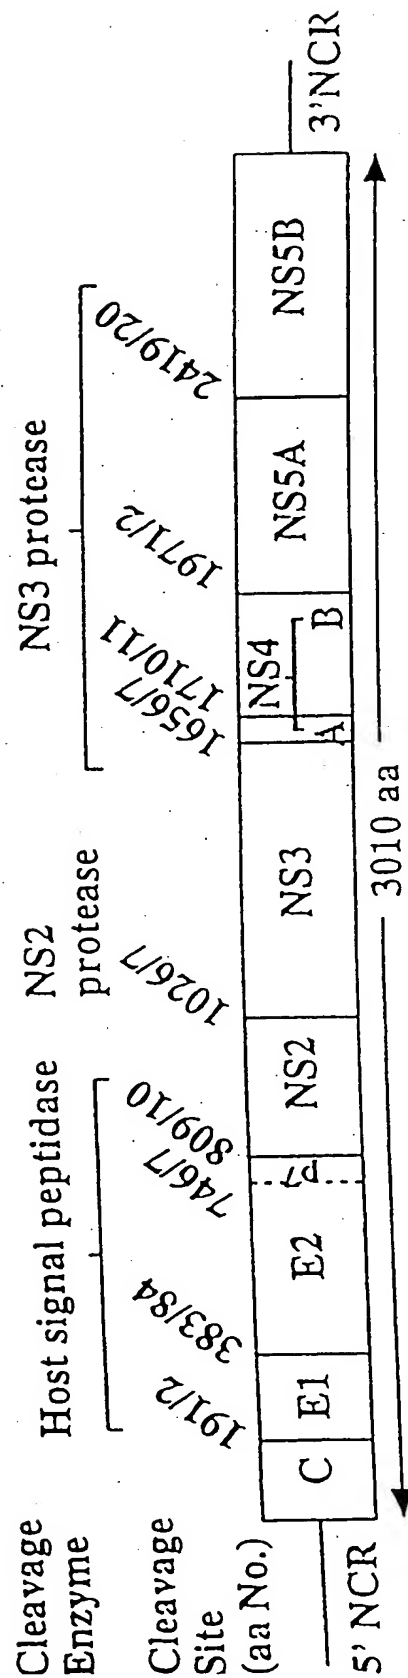 Cleavage
Enzyme
Host signal peptidase
NS2
protease
NS3 protease
Cleavage
Site
(aa No.)
191/2
383/84
746/7
809/10
1026/7
1656/7
1710/11
1971/2
2419/20
C
E1
E2
NS2
NS3
NS4
A
B
NS5A
NS5B
5' NCR
3'NCR
3010 aa